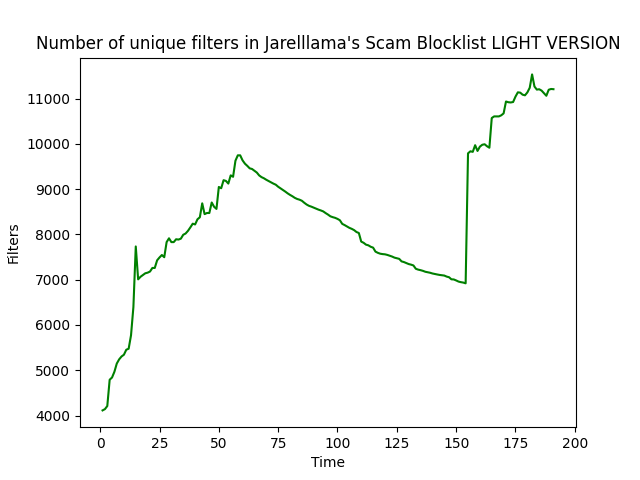 Number of unique filters in Jarelllama's Scam Blocklist LIGHT VERSION
11000
10000
9000
8000
7000
6000
5000
4000
Filters
0 25 50 75 100 125 150 175 200
Time